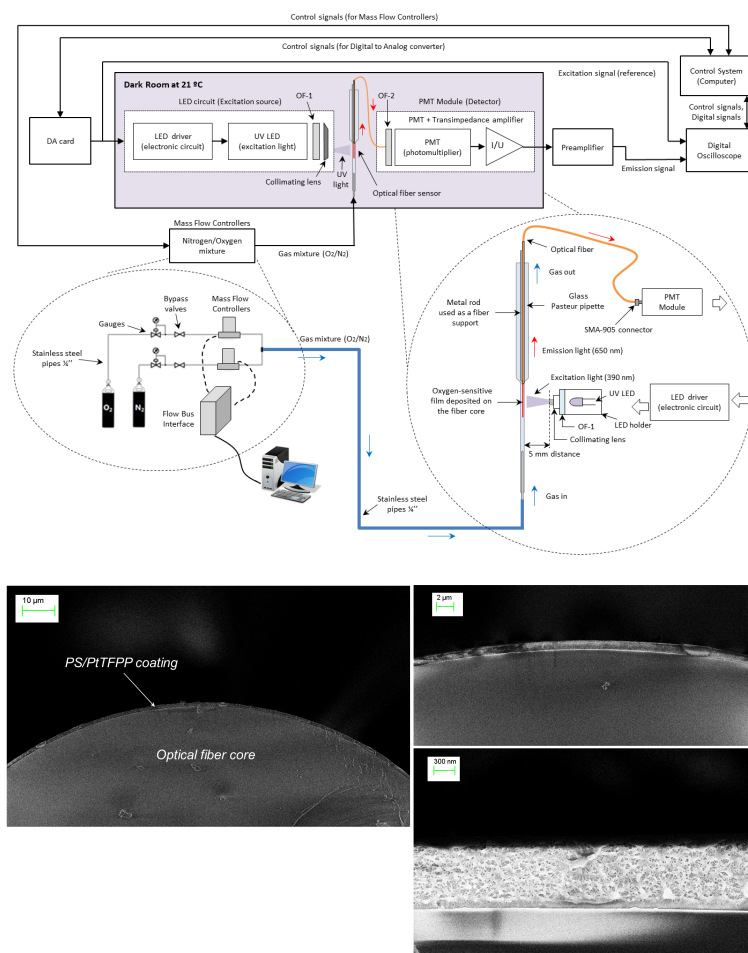 Control signals (for Mass Flow Controllers)
Control signals (for Digital to Analog converter)
Excitation signal (reference)
Control System
(Computer)
Control signals,
Digital signals
Dark Room at 21 ºC
LED circuit (Excitation source)
OF-1
OF-2
PMT Module (Detector)
PMT + Transimpedance amplifier
DA card
LED driver
(electronic circuit)
UV LED
(excitation light)
PMT
(photomultiplier)
I/U
Preamplifier
Digital
Oscilloscope
Collimating lens
UV
light
Optical fiber sensor
Emission signal
Mass Flow Controllers
Nitrogen/Oxygen
mixture
Gas mixture (O2/N2)
Optical fiber
Gas out
Metal rod
used as a fiber
support
Glass
Pasteur pipette
PMT
Module
SMA-905 connector
Emission light (650 nm)
Gauges
Bypass
valves
Mass Flow
Controllers
Gas mixture (O2/N2)
Stainless steel
pipes ¼’’
O2
N2
Flow Bus
Interface
Oxygen-sensitive
film deposited on
the fiber core
Excitation light (390 nm)
UV LED
LED holder
OF-1
Collimating lens
LED driver
(electronic circuit)
5 mm distance
Stainless steel
pipes ¼’’
Gas in
10 µm
PS/PtTFPP coating
Optical fiber core
2 µm
300 nm